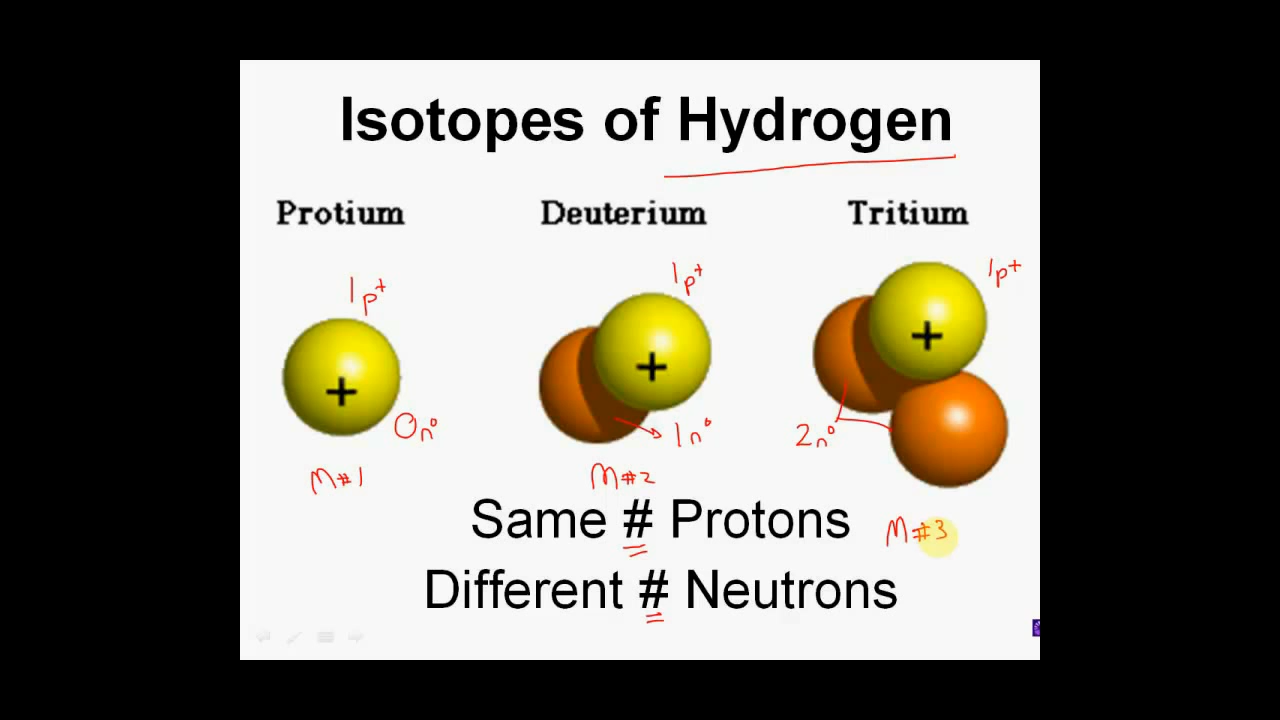 Isotopes of Hydrogen
Protium Deuterium Tritium
1p+ 1p+ 1p+
+ + +
0n° 1n° 2n°
M#1 M#2
Same # Protons M#3
Different # Neutrons